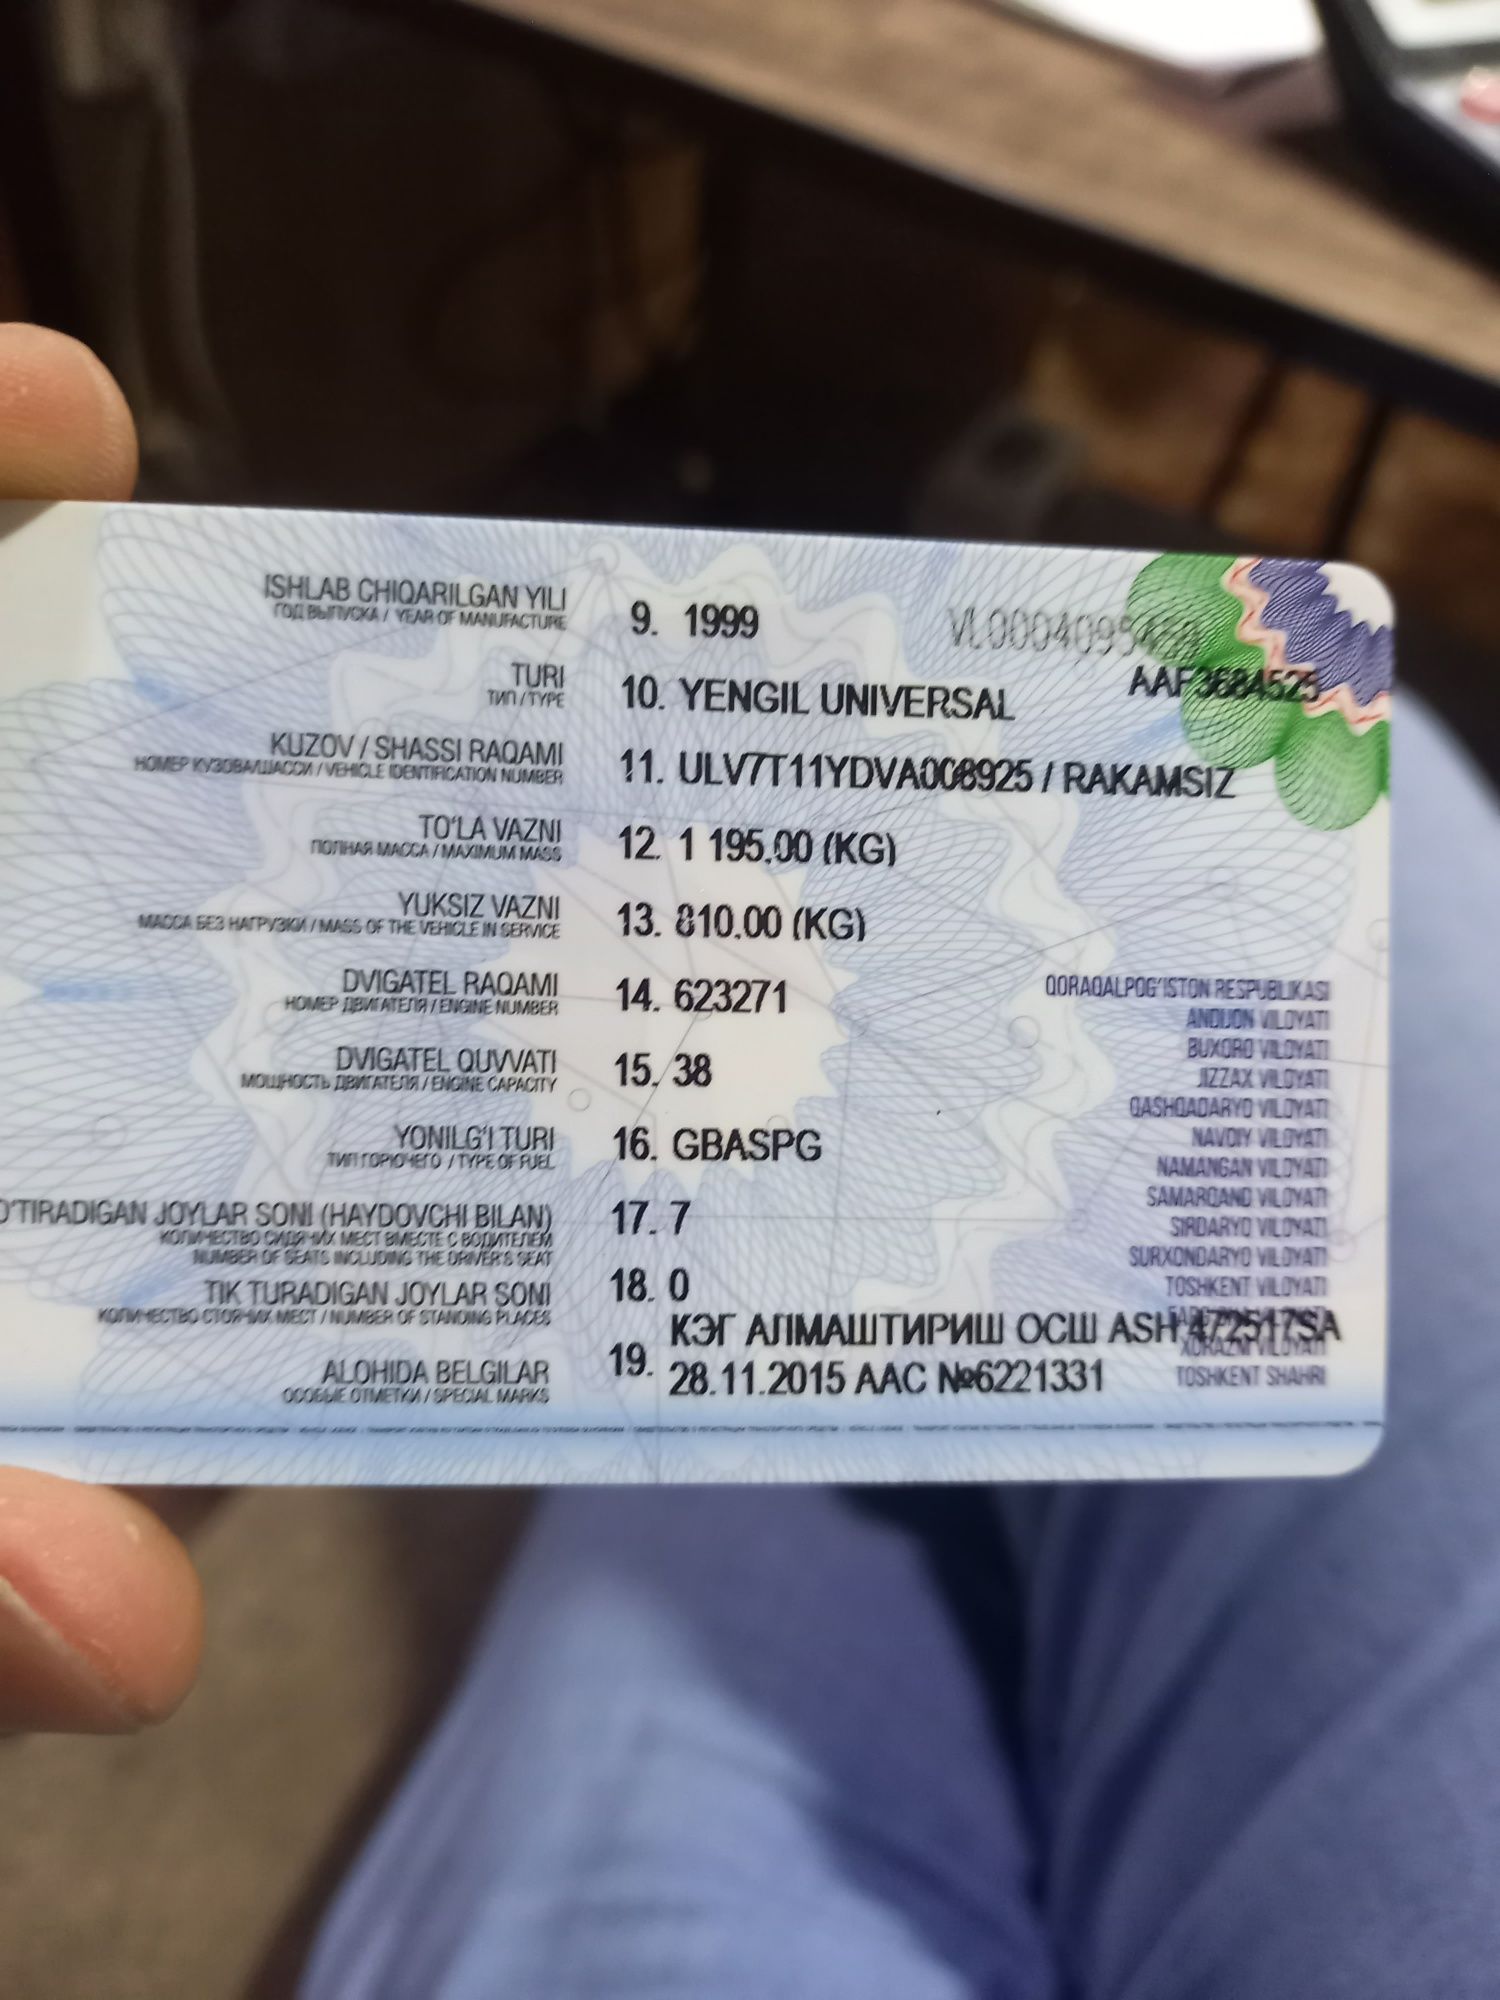 ISHLAB CHIQARILGAN YILI 9. 1999
ГОД ВЫПУСКА / YEAR OF MANUFACTURE
AAF3684525
TURI 10. YENGIL UNIVERSAL
ТИП / TYPE
KUZOV / SHASSI RAQAMI 11. ULV7T11YDVA008925 / RAKAMSIZ
НОМЕР КУЗОВА/ШАССИ / VEHICLE IDENTIFICATION NUMBER
TO'LA VAZNI 12. 1 195.00 (KG)
ПОЛНАЯ МАССА / MAXIMUM MASS
YUKSIZ VAZNI 13. 810.00 (KG)
МАССА БЕЗ НАГРУЗКИ / MASS OF THE VEHICLE IN SERVICE
DVIGATEL RAQAMI 14. 623271
НОМЕР ДВИГАТЕЛЯ / ENGINE NUMBER
DVIGATEL QUVVATI 15. 38
МОЩНОСТЬ ДВИГАТЕЛЯ / ENGINE CAPACITY
YONILG'I TURI 16. GBASPG
ТИП ГОРЮЧЕГО / TYPE OF FUEL
O'TIRADIGAN JOYLAR SONI (HAYDOVCHI BILAN) 17. 7
КОЛИЧЕСТВО СИДЯЧИХ МЕСТ ВМЕСТЕ С ВОДИТЕЛЕМ
NUMBER OF SEATS INCLUDING THE DRIVER'S SEAT
TIK TURADIGAN JOYLAR SONI 18. 0
КОЛИЧЕСТВО СТОЯЧИХ МЕСТ / NUMBER OF STANDING PLACES
ALOHIDA BELGILAR 19. КЭГ АЛМАШТИРИШ ОСШ ASH 472517SA
28.11.2015 ААС №6221331
ОСОБЫЕ ОТМЕТКИ / SPECIAL MARKS
QORAQALPOG'ISTON RESPUBLIKASI
ANDIJON VILOYATI
BUXORO VILOYATI
JIZZAX VILOYATI
QASHQADARYO VILOYATI
NAVOIY VILOYATI
NAMANGAN VILOYATI
SAMARQAND VILOYATI
SIRDARYO VILOYATI
SURXONDARYO VILOYATI
TOSHKENT VILOYATI
XORAZM VILOYATI
TOSHKENT SHAHRI